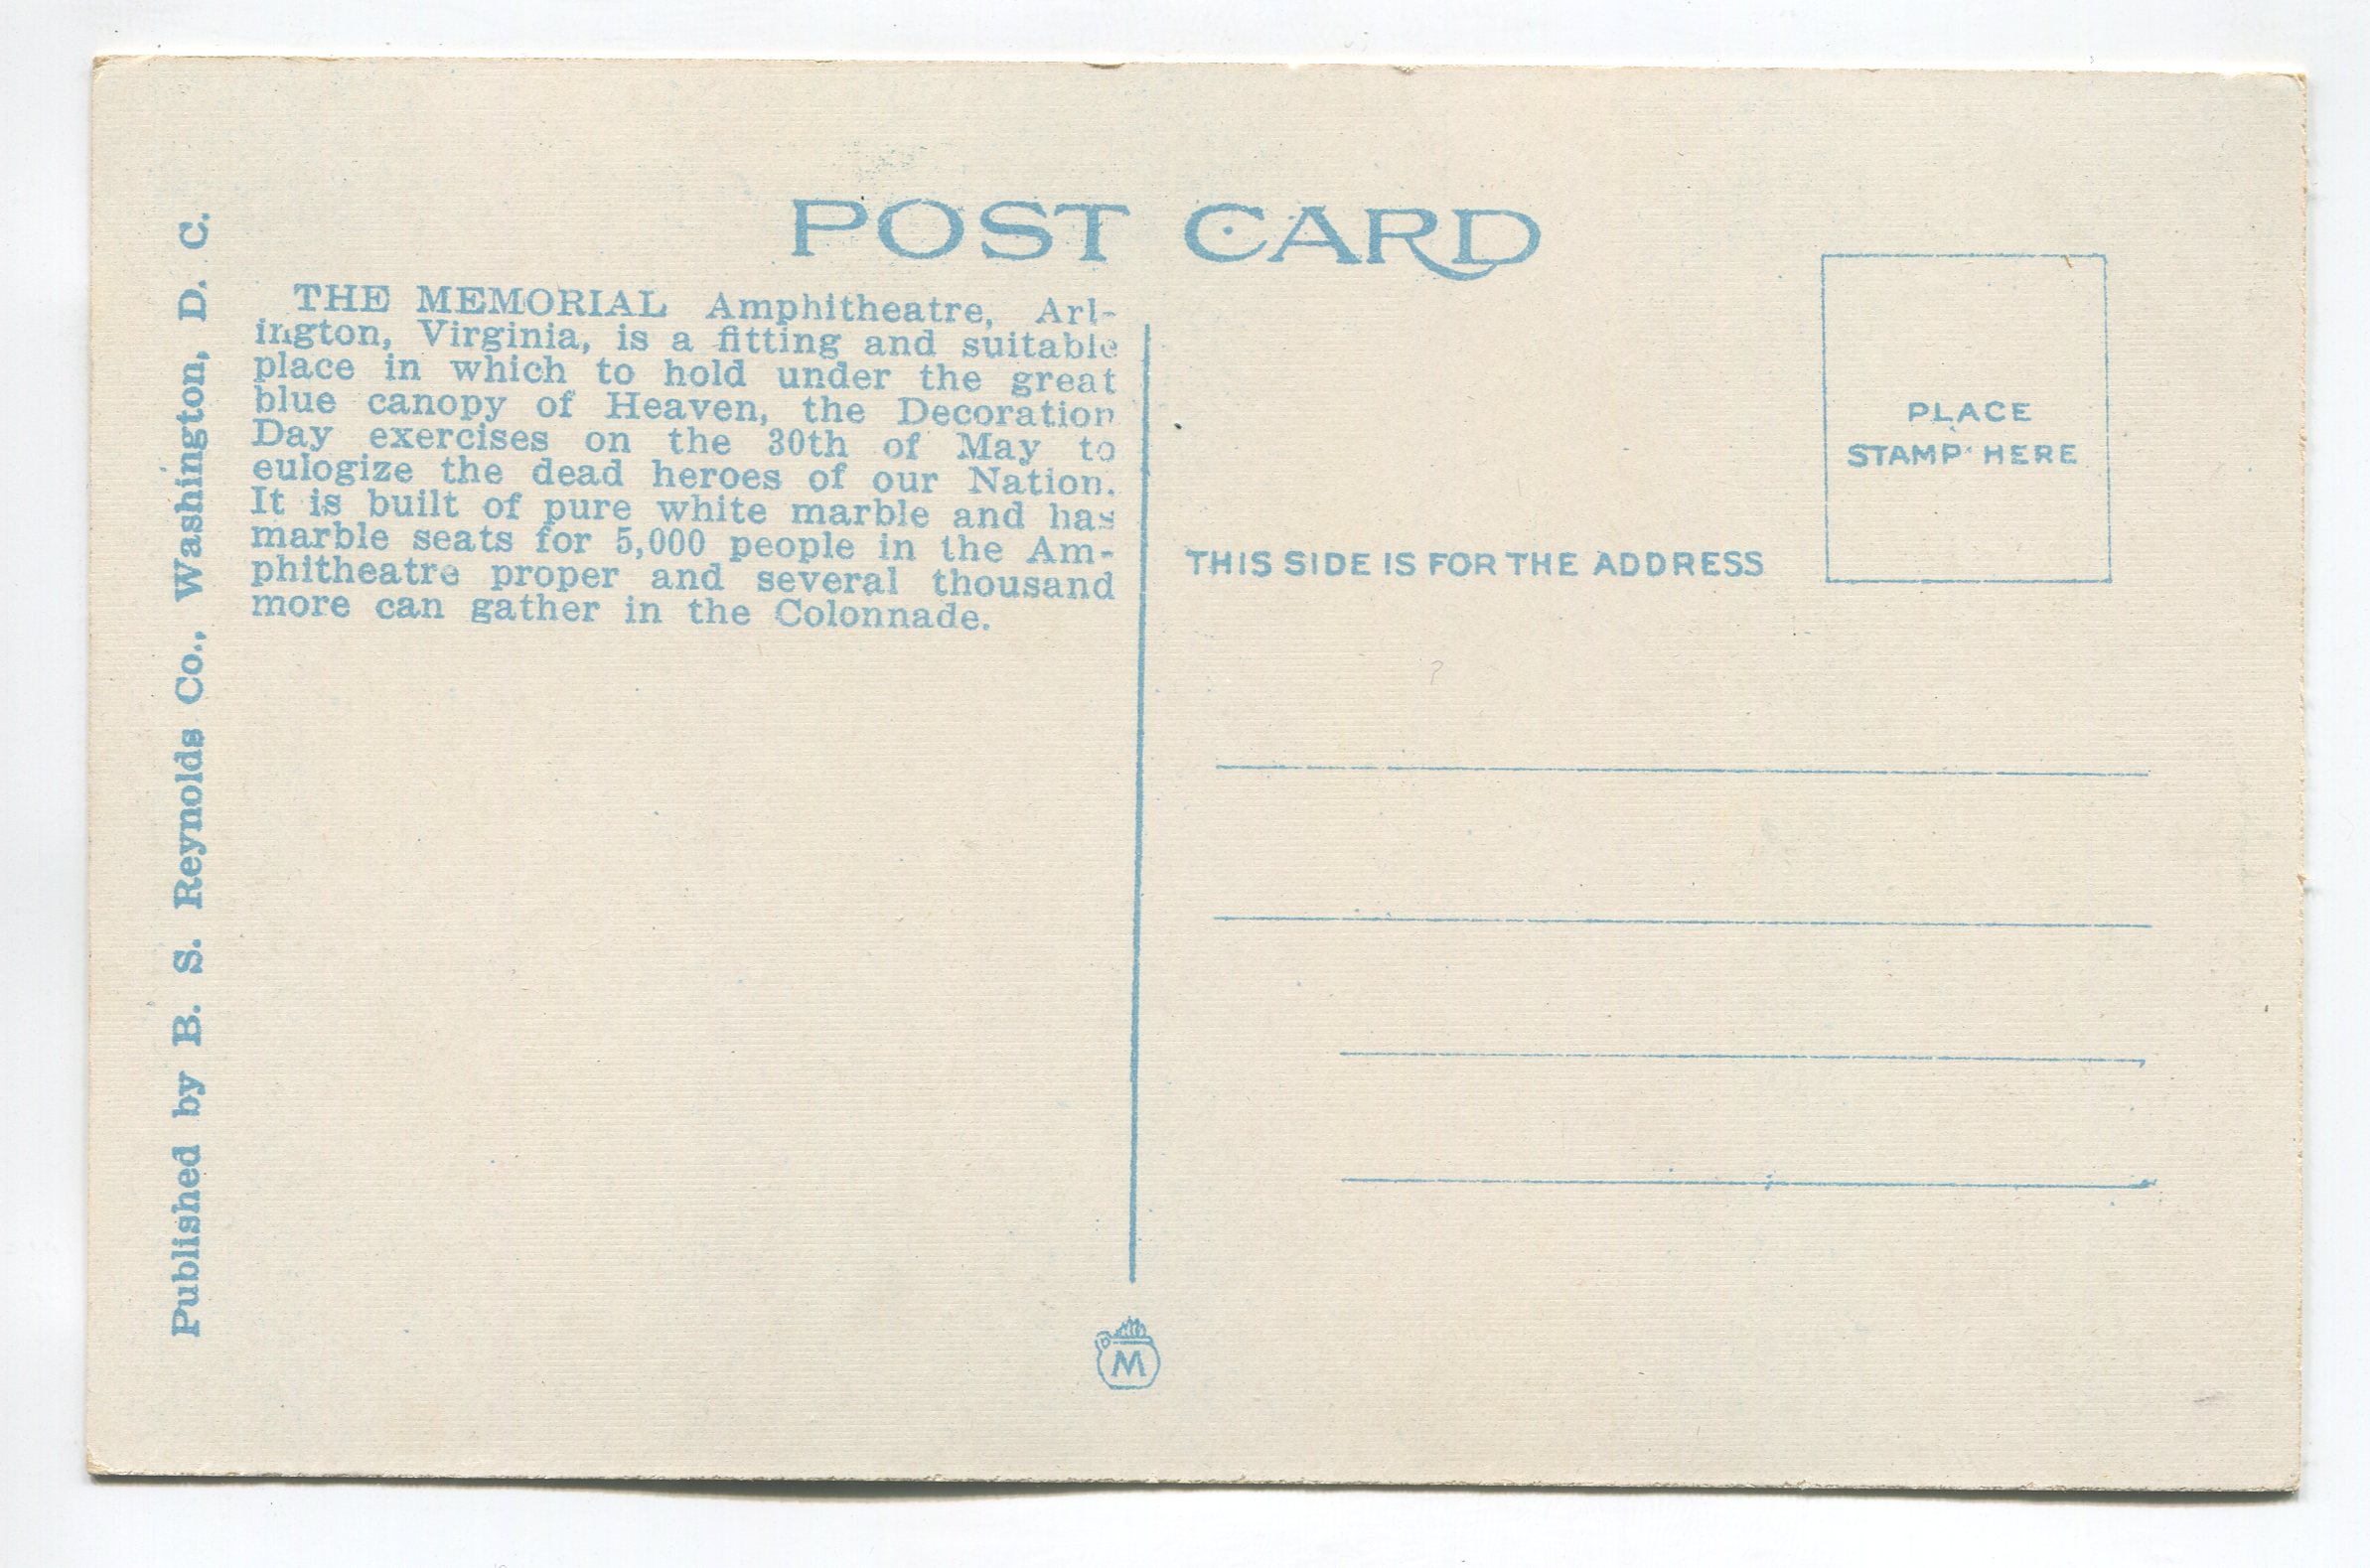 POST CARD
THE MEMORIAL Amphitheatre, Arl-
ington, Virginia, is a fitting and suitable
place in which to hold under the great
blue canopy of Heaven, the Decoration
Day exercises on the 30th of May to
eulogize the dead heroes of our Nation.
It is built of pure white marble and has
marble seats for 5,000 people in the Am-
phitheatre proper and several thousand
more can gather in the Colonnade.
Published by B. S. Reynolds Co., Washington, D. C.
PLACE
STAMP HERE
THIS SIDE IS FOR THE ADDRESS
M